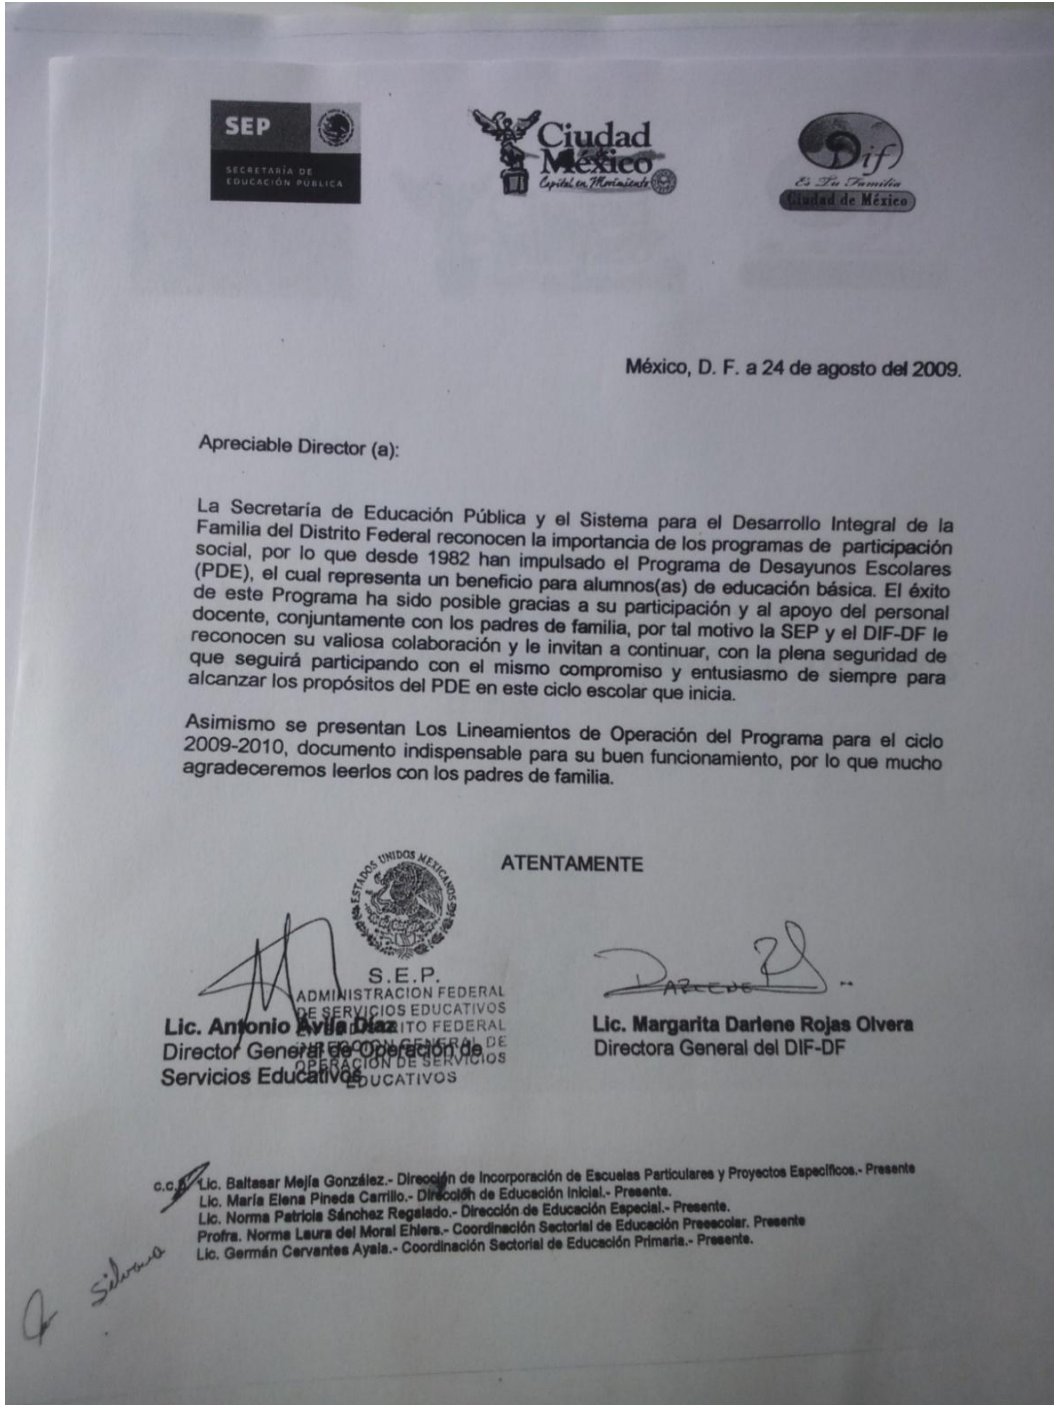 SEP
SECRETARÍA DE
EDUCACIÓN PÚBLICA
Ciudad
México
Capital en Movimiento
Dif
Es Tu Familia
Ciudad de México
México, D. F. a 24 de agosto del 2009.
Apreciable Director (a):
La Secretaría de Educación Pública y el Sistema para el Desarrollo Integral de la
Familia del Distrito Federal reconocen la importancia de los programas de participación
social, por lo que desde 1982 han impulsado el Programa de Desayunos Escolares
(PDE), el cual representa un beneficio para alumnos(as) de educación básica. El éxito
de este Programa ha sido posible gracias a su participación y al apoyo del personal
docente, conjuntamente con los padres de familia, por tal motivo la SEP y el DIF-DF le
reconocen su valiosa colaboración y le invitan a continuar, con la plena seguridad de
que seguirá participando con el mismo compromiso y entusiasmo de siempre para
alcanzar los propósitos del PDE en este ciclo escolar que inicia.
Asimismo se presentan Los Lineamientos de Operación del Programa para el ciclo
2009-2010, documento indispensable para su buen funcionamiento, por lo que mucho
agradeceremos leerlos con los padres de familia.
ATENTAMENTE
ESTADOS UNIDOS MEXICANOS
S.E.P.
ADMINISTRACION FEDERAL
DE SERVICIOS EDUCATIVOS
FEDERAL
GENERAL DE
OPERACION DE SERVICIOS
EDUCATIVOS
Lic. Antonio Ávila Díaz
Director General de Operación de
Servicios Educativos
DARLENE
Lic. Margarita Darlene Rojas Olvera
Directora General del DIF-DF
c.c.p. Lic. Baltasar Mejía González.- Dirección de Incorporación de Escuelas Particulares y Proyectos Específicos.- Presente
Lic. María Elena Pineda Carrillo.- Dirección de Educación Inicial.- Presente.
Lic. Norma Patricia Sánchez Regalado.- Dirección de Educación Especial.- Presente.
Profra. Norma Laura del Moral Ehlers.- Coordinación Sectorial de Educación Preescolar. Presente
Lic. Germán Cervantes Ayala.- Coordinación Sectorial de Educación Primaria.- Presente.
Silvana